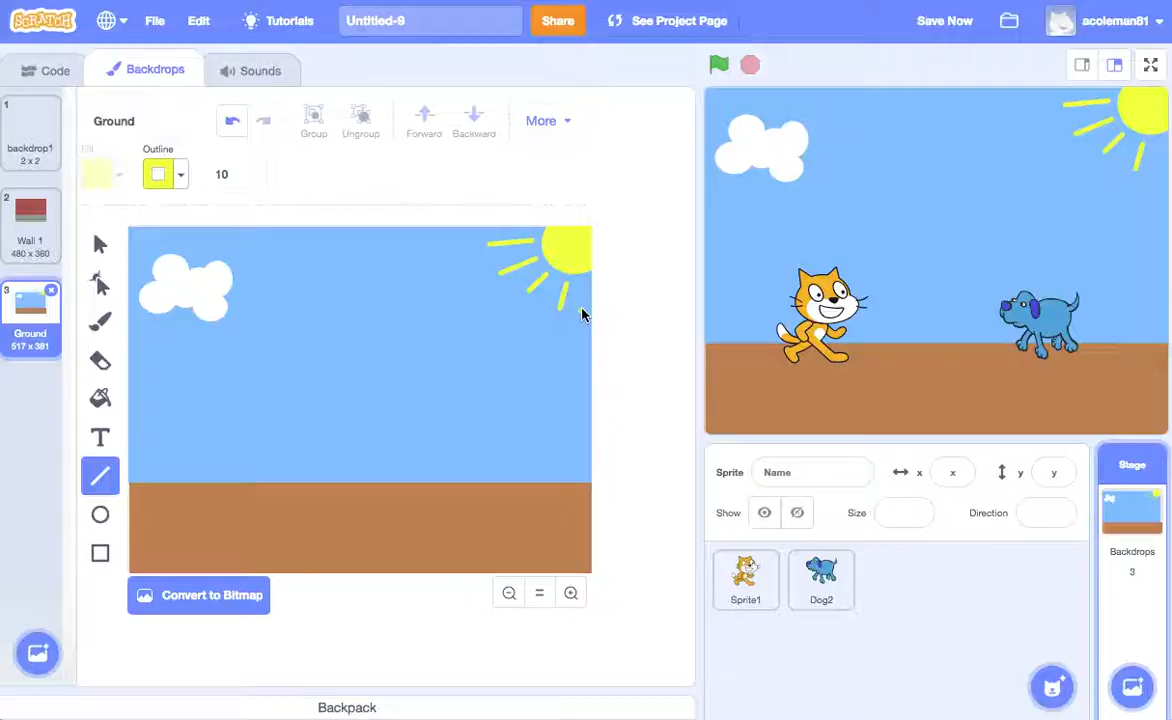 SCRATCH
File
Edit
Tutorials
Untitled-9
Share
See Project Page
Save Now
acoleman81
Code
Backdrops
Sounds
1
backdrop1
2 x 2
2
Wall 1
480 x 360
3
Ground
517 x 381
Ground
Group
Ungroup
Forward
Backward
More
Fill
Outline
10
T
Convert to Bitmap
Backpack
Sprite
Name
x
x
y
y
Show
Size
Direction
Sprite1
Dog2
Stage
Backdrops
3